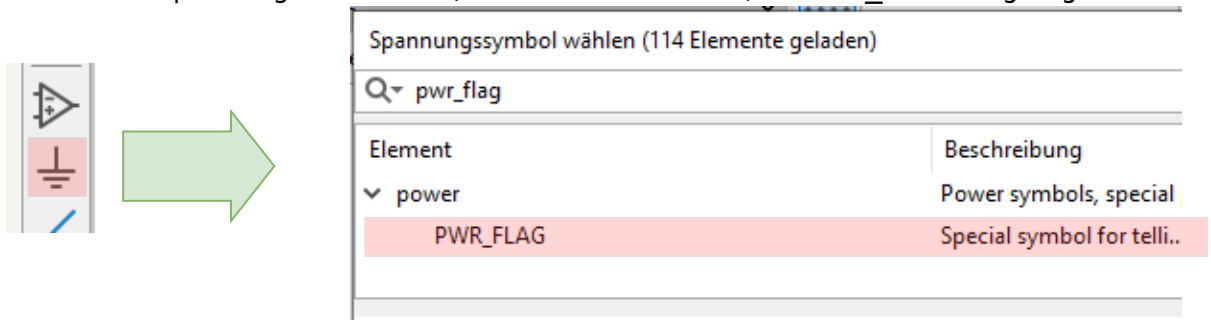 Spannungssymbol wählen (114 Elemente geladen)
pwr_flag
Element Beschreibung
power Power symbols, special
PWR_FLAG Special symbol for telli..